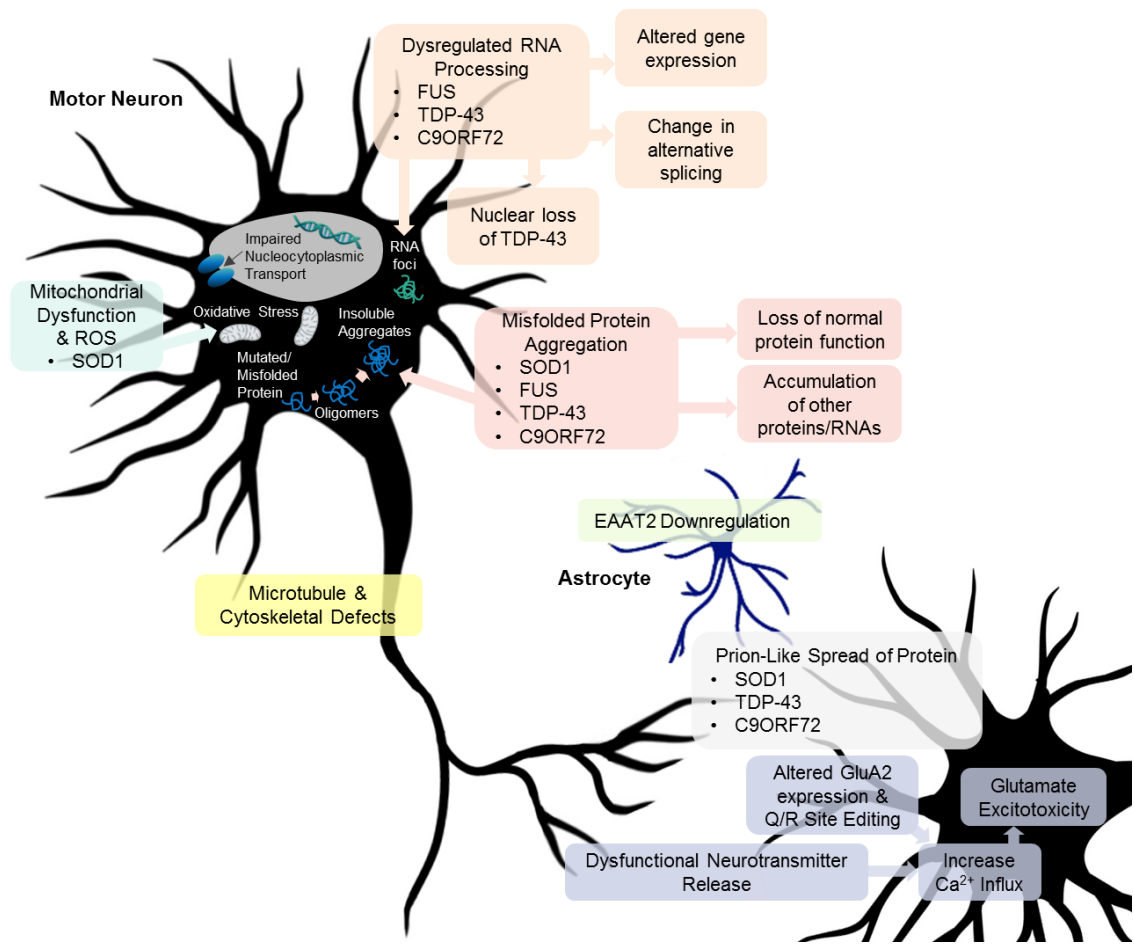 Dysregulated RNA
Processing
• FUS
• TDP-43
• C9ORF72
Altered gene
expression
Change in
alternative
splicing
Nuclear loss
of TDP-43
Motor Neuron
Impaired
Nucleocytoplasmic
Transport
RNA
foci
Mitochondrial
Dysfunction
& ROS
• SOD1
Oxidative Stress
Insoluble
Aggregates
Mutated/
Misfolded
Protein
Oligomers
Misfolded Protein
Aggregation
• SOD1
• FUS
• TDP-43
• C9ORF72
Loss of normal
protein function
Accumulation
of other
proteins/RNAs
EAAT2 Downregulation
Astrocyte
Microtubule &
Cytoskeletal Defects
Prion-Like Spread of Protein
• SOD1
• TDP-43
• C9ORF72
Altered GluA2
expression &
Q/R Site Editing
Glutamate
Excitotoxicity
Dysfunctional Neurotransmitter
Release
Increase
Ca²⁺ Influx